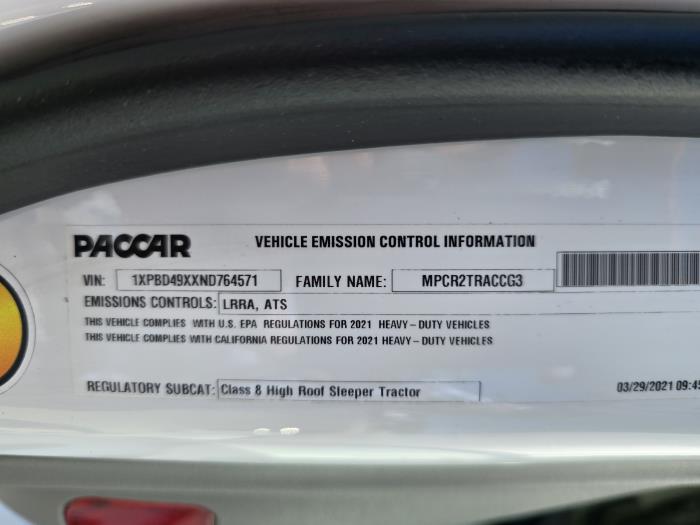 PACCAR VEHICLE EMISSION CONTROL INFORMATION
VIN: 1XPBD49XXND764571 FAMILY NAME: MPCR2TRACCG3
EMISSIONS CONTROLS: LRRA, ATS
THIS VEHICLE COMPLIES WITH U.S. EPA REGULATIONS FOR 2021 HEAVY-DUTY VEHICLES
THIS VEHICLE COMPLIES WITH CALIFORNIA REGULATIONS FOR 2021 HEAVY-DUTY VEHICLES
REGULATORY SUBCAT: Class 8 High Roof Sleeper Tractor 03/29/2021